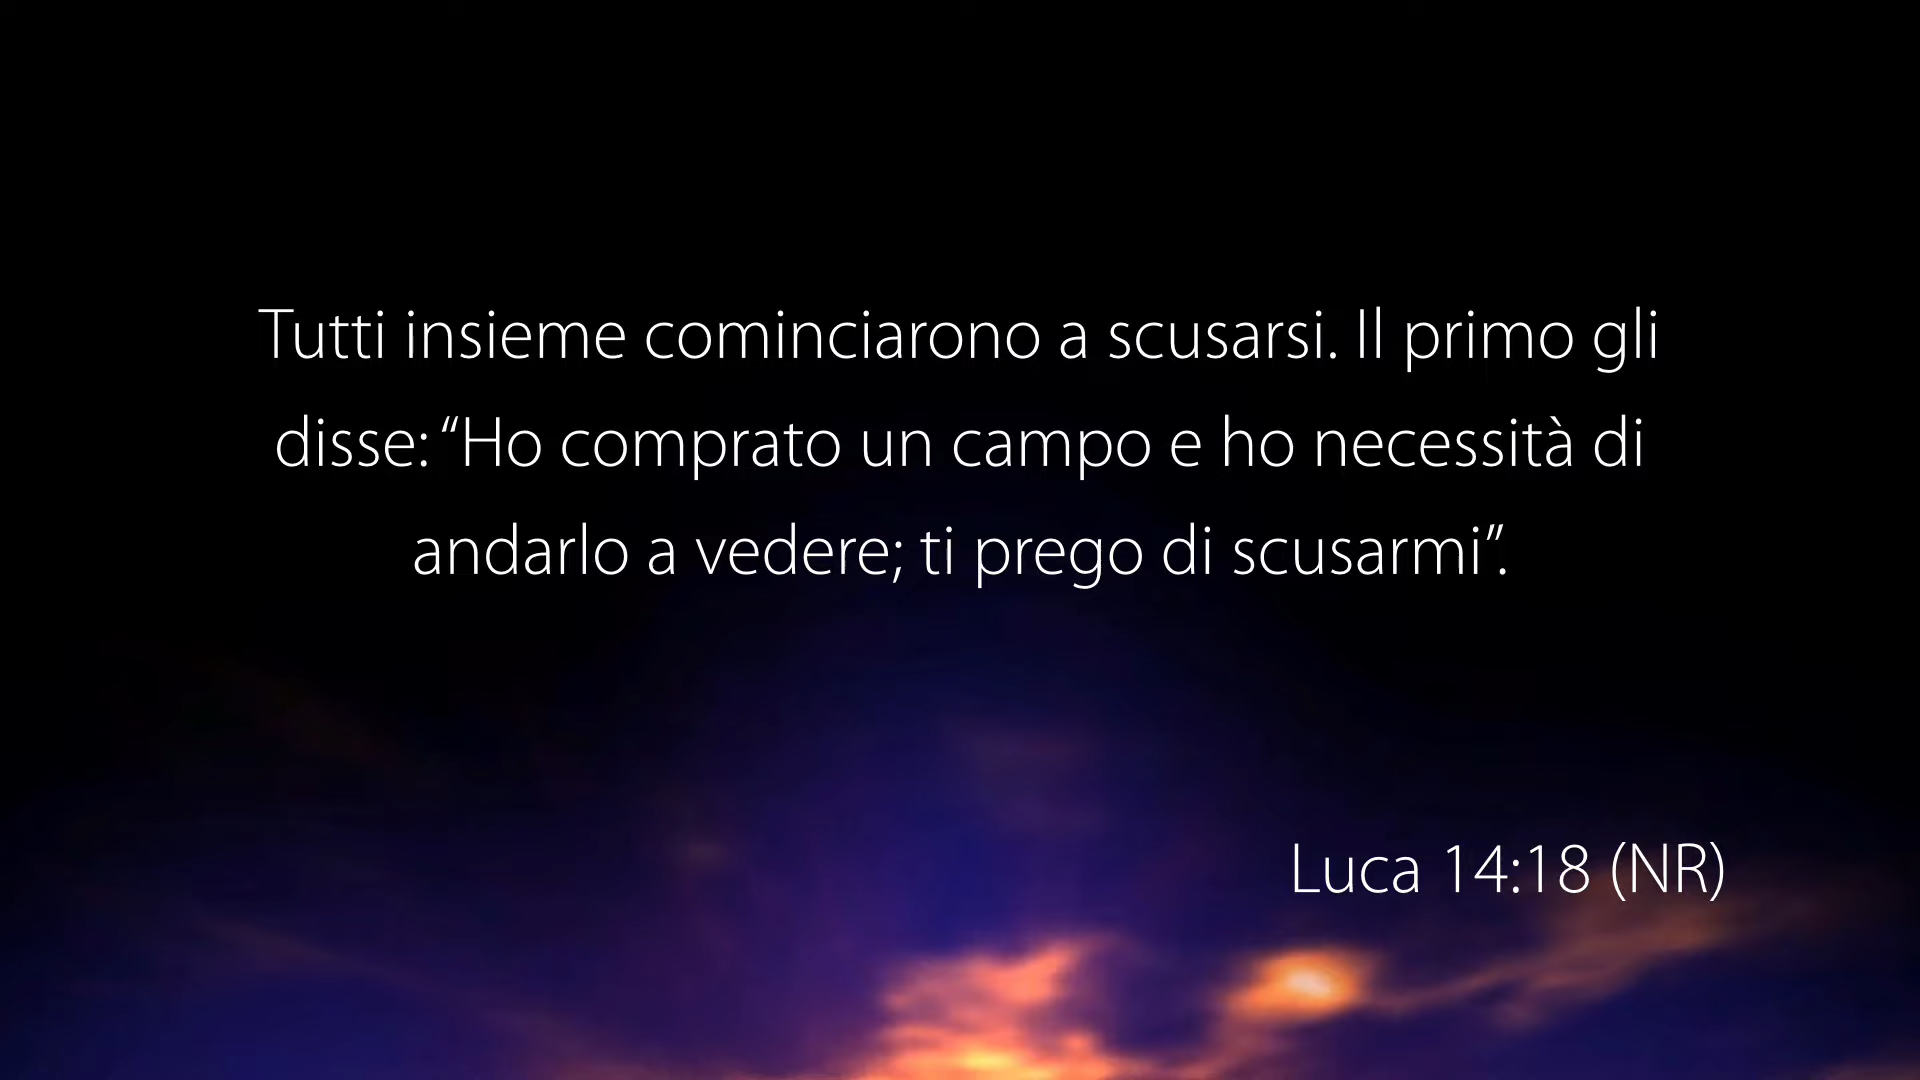 Tutti insieme cominciarono a scusarsi. Il primo gli
disse: “Ho comprato un campo e ho necessità di
andarlo a vedere; ti prego di scusarmi”.
Luca 14:18 (NR)